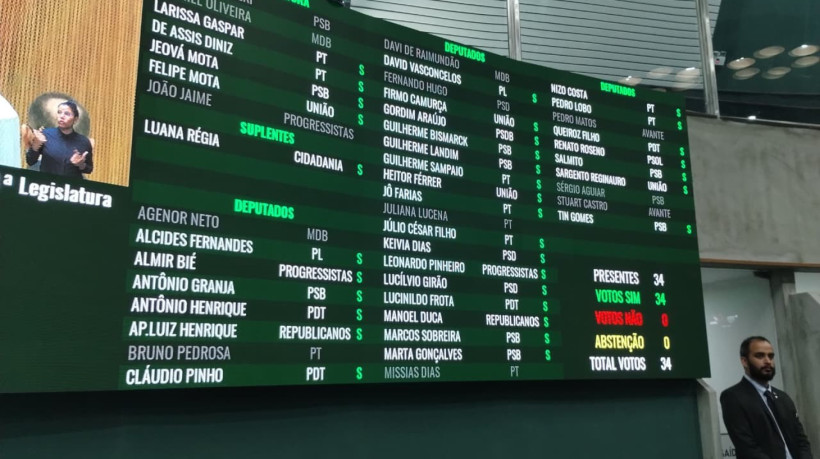 PSB
OLIVEIRA MDB
LARISSA GASPAR PT S
DE ASSIS DINIZ PT S
JEOVÁ MOTA PSB S
FELIPE MOTA UNIÃO S
JOÃO JAIME PROGRESSISTAS
SUPLENTES
LUANA RÉGIA CIDADANIA S
a Legislatura
DEPUTADOS
AGENOR NETO MDB
ALCIDES FERNANDES PL S
ALMIR BIÉ PROGRESSISTAS S
ANTÔNIO GRANJA PSB S
ANTÔNIO HENRIQUE PDT S
AP.LUIZ HENRIQUE REPUBLICANOS S
BRUNO PEDROSA PT
CLÁUDIO PINHO PDT S
DEPUTADOS
DAVI DE RAIMUNDÃO MDB
DAVID VASCONCELOS PL S
FERNANDO HUGO PSD
FIRMO CAMURÇA UNIÃO S
GORDIM ARAÚJO PSDB S
GUILHERME BISMARCK PSB S
GUILHERME LANDIM PSB S
GUILHERME SAMPAIO PT S
HEITOR FÉRRER UNIÃO S
JÔ FARIAS PT S
JULIANA LUCENA PT
JÚLIO CÉSAR FILHO PT S
KEIVIA DIAS PSD S
LEONARDO PINHEIRO PROGRESSISTAS S
LUCÍLVIO GIRÃO PSD S
LUCINILDO FROTA PDT S
MANOEL DUCA REPUBLICANOS S
MARCOS SOBREIRA PSB S
MARTA GONÇALVES PSB S
MISSIAS DIAS PT
DEPUTADOS
NIZO COSTA PT S
PEDRO LOBO PT S
PEDRO MATOS AVANTE
QUEIROZ FILHO PDT S
RENATO ROSENO PSOL S
SALMITO PSB S
SARGENTO REGINAURO UNIÃO S
SÉRGIO AGUIAR PSB
STUART CASTRO AVANTE
TIN GOMES PSB S
PRESENTES 34
VOTOS SIM 34
VOTOS NÃO 0
ABSTENÇÃO 0
TOTAL VOTOS 34